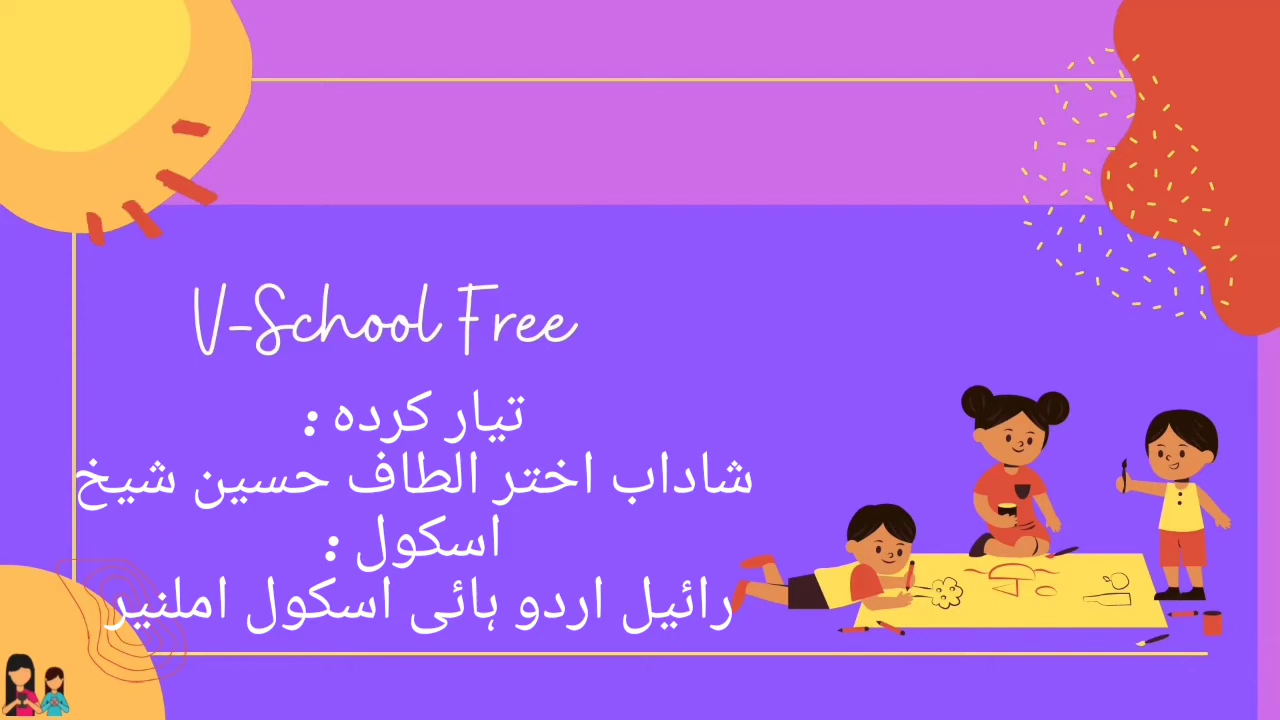 V-School Free
تیار کردہ :
شاداب اختر الطاف حسین شیخ
اسکول :
رائیل اردو ہائی اسکول املنیر